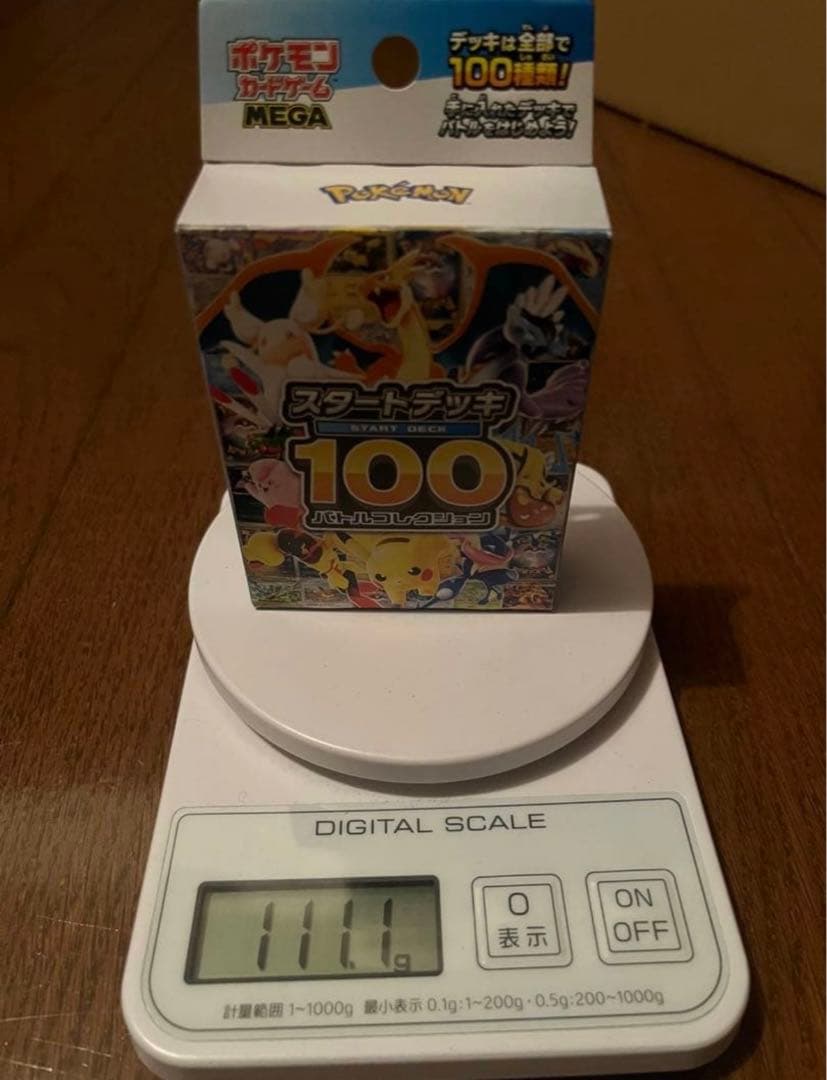 ポケモン
カードゲーム
MEGA
デッキは全部で
100種類!
手に入れたデッキで
バトルをはじめよう!
POKÉMON
スタートデッキ
START DECK
100
バトルコレクション
DIGITAL SCALE
111.1g
0
表示
ON
OFF
計量範囲 1~1000g 最小表示 0.1g:1~200g・0.5g:200~1000g